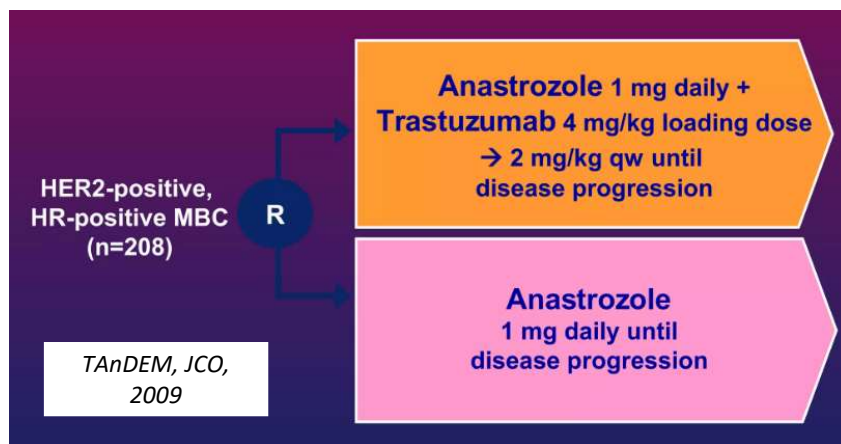 HER2-positive,
HR-positive MBC
(n=208)
R
Anastrozole 1 mg daily +
Trastuzumab 4 mg/kg loading dose
→ 2 mg/kg qw until
disease progression
Anastrozole
1 mg daily until
disease progression
TAnDEM, JCO,
2009